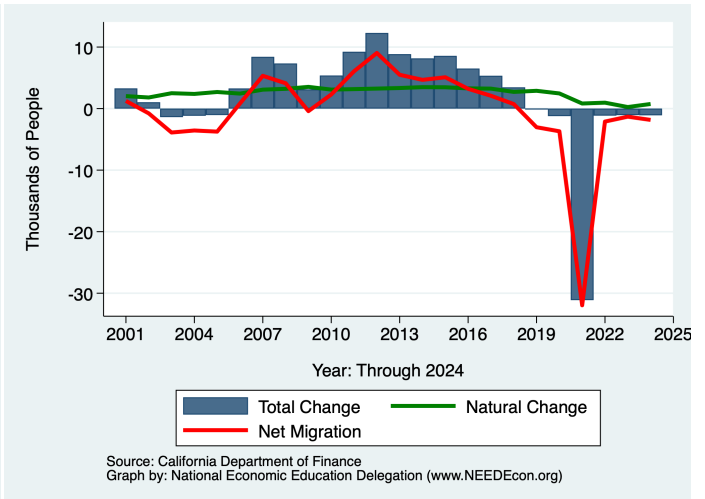 10
0
-10
-20
-30
Thousands of People
2001 2004 2007 2010 2013 2016 2019 2022 2025
Year: Through 2024
Total Change Natural Change
Net Migration
Source: California Department of Finance
Graph by: National Economic Education Delegation (www.NEEDEcon.org)